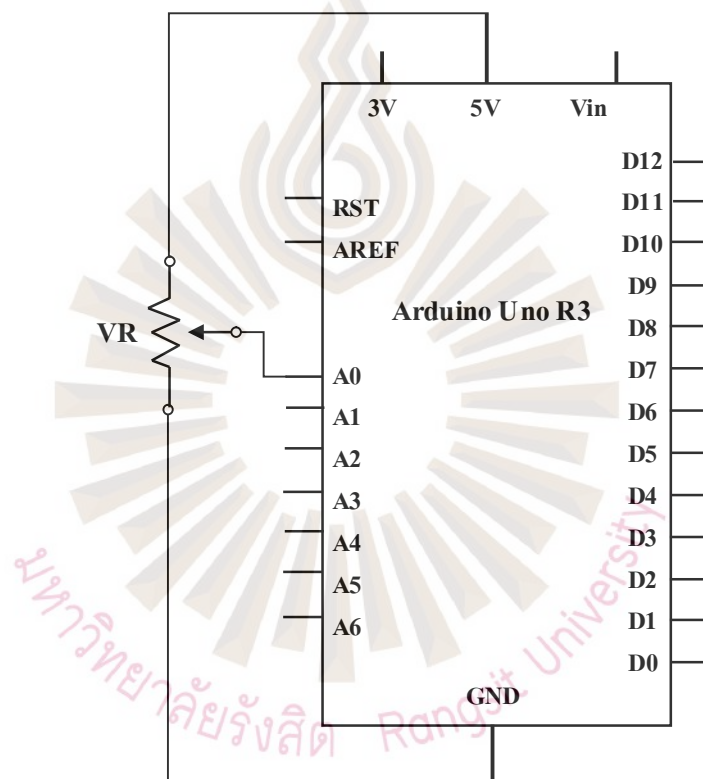 3V 5V Vin
D12
RST D11
AREF D10
D9
Arduino Uno R3
VR D8
A0 D7
A1 D6
A2 D5
A3 D4
A4 D3
A5 D2
A6 D1
D0
GND
มหาวิทยาลัยรังสิต Rangsit University